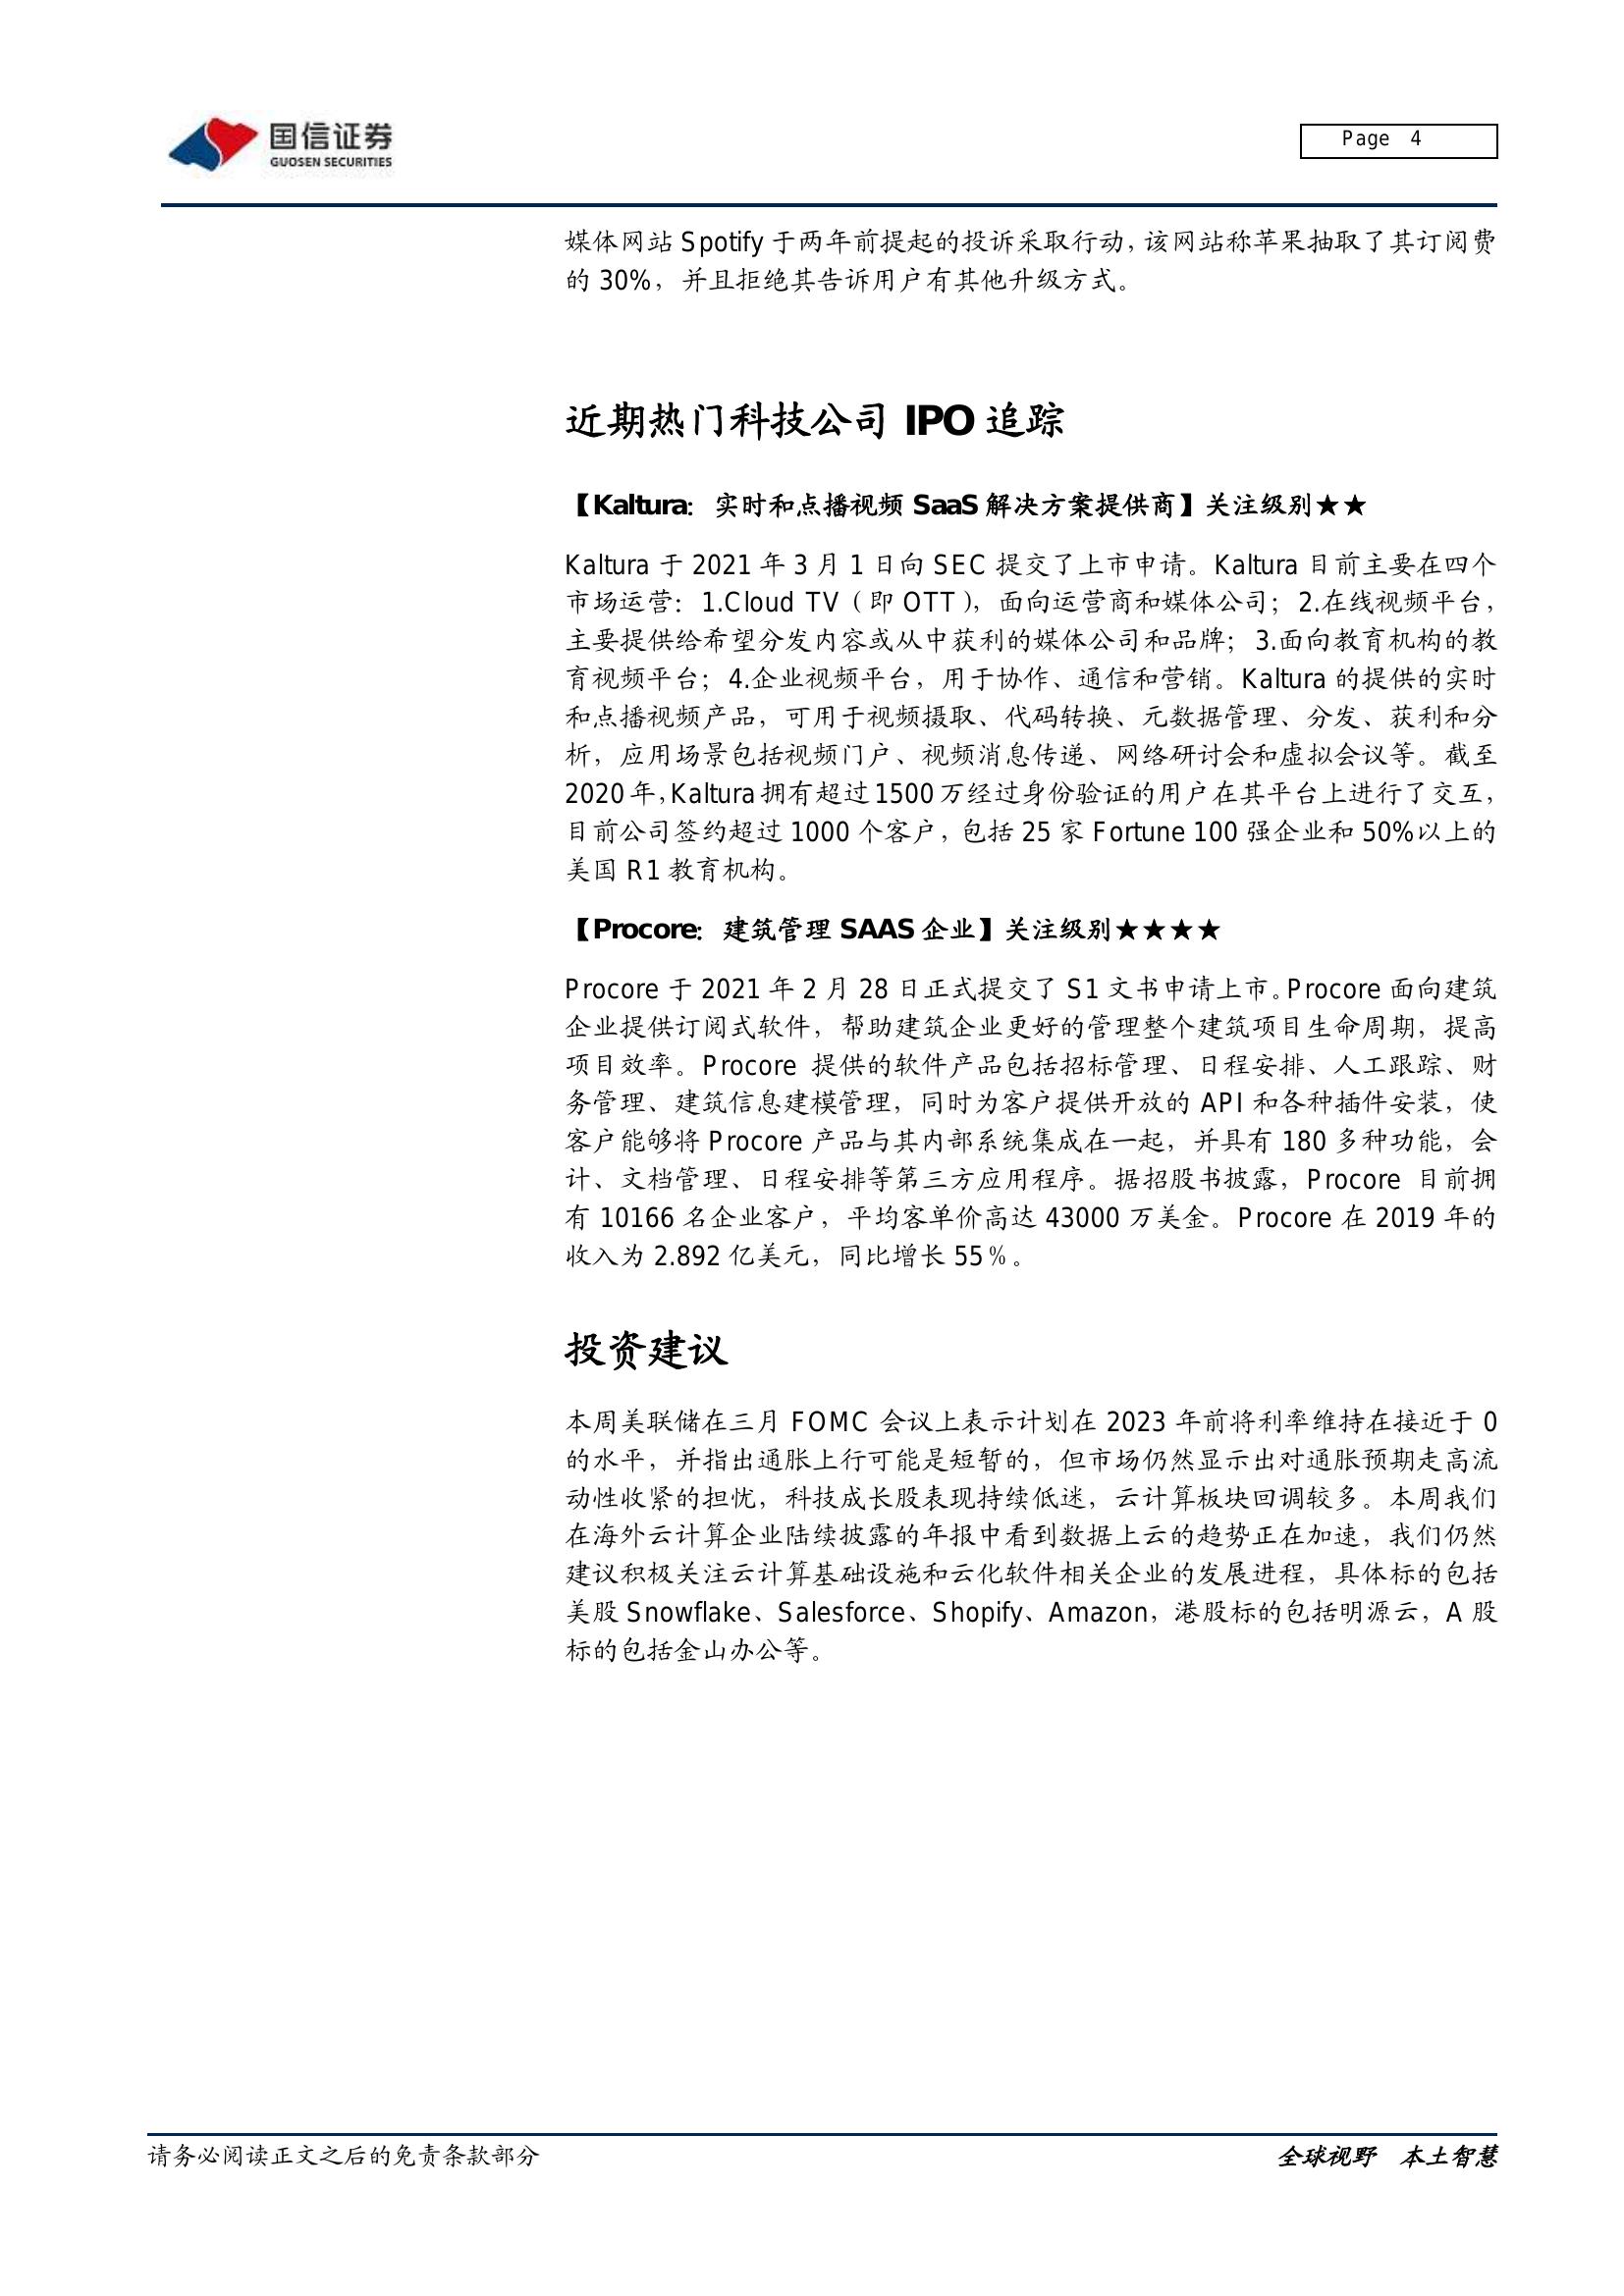 国信证券
GUOSEN SECURITIES
Page 4
媒体网站 Spotify 于两年前提起的投诉采取行动，该网站称苹果抽取了其订阅费
的 30%，并且拒绝其告诉用户有其他升级方式。
近期热门科技公司 IPO 追踪
【Kaltura：实时和点播视频 SaaS 解决方案提供商】关注级别★★
Kaltura 于 2021 年 3 月 1 日向 SEC 提交了上市申请。Kaltura 目前主要在四个
市场运营：1.Cloud TV（即 OTT），面向运营商和媒体公司；2.在线视频平台，
主要提供给希望分发内容或从中获利的媒体公司和品牌；3.面向教育机构的教
育视频平台；4.企业视频平台，用于协作、通信和营销。Kaltura 的提供的实时
和点播视频产品，可用于视频摄取、代码转换、元数据管理、分发、获利和分
析，应用场景包括视频门户、视频消息传递、网络研讨会和虚拟会议等。截至
2020 年，Kaltura 拥有超过 1500 万经过身份验证的用户在其平台上进行了交互，
目前公司签约超过 1000 个客户，包括 25 家 Fortune 100 强企业和 50%以上的
美国 R1 教育机构。
【Procore：建筑管理 SAAS 企业】关注级别★★★★
Procore 于 2021 年 2 月 28 日正式提交了 S1 文书申请上市。Procore 面向建筑
企业提供订阅式软件，帮助建筑企业更好的管理整个建筑项目生命周期，提高
项目效率。Procore 提供的软件产品包括招标管理、日程安排、人工跟踪、财
务管理、建筑信息建模管理，同时为客户提供开放的 API 和各种插件安装，使
客户能够将 Procore 产品与其内部系统集成在一起，并具有 180 多种功能，会
计、文档管理、日程安排等第三方应用程序。据招股书披露，Procore 目前拥
有 10166 名企业客户，平均客单价高达 43000 万美金。Procore 在 2019 年的
收入为 2.892 亿美元，同比增长 55％。
投资建议
本周美联储在三月 FOMC 会议上表示计划在 2023 年前将利率维持在接近于 0
的水平，并指出通胀上行可能是短暂的，但市场仍然显示出对通胀预期走高流
动性收紧的担忧，科技成长股表现持续低迷，云计算板块回调较多。本周我们
在海外云计算企业陆续披露的年报中看到数据上云的趋势正在加速，我们仍然
建议积极关注云计算基础设施和云化软件相关企业的发展进程，具体标的包括
美股 Snowflake、Salesforce、Shopify、Amazon，港股标的包括明源云，A 股
标的包括金山办公等。
请务必阅读正文之后的免责条款部分
全球视野 本土智慧